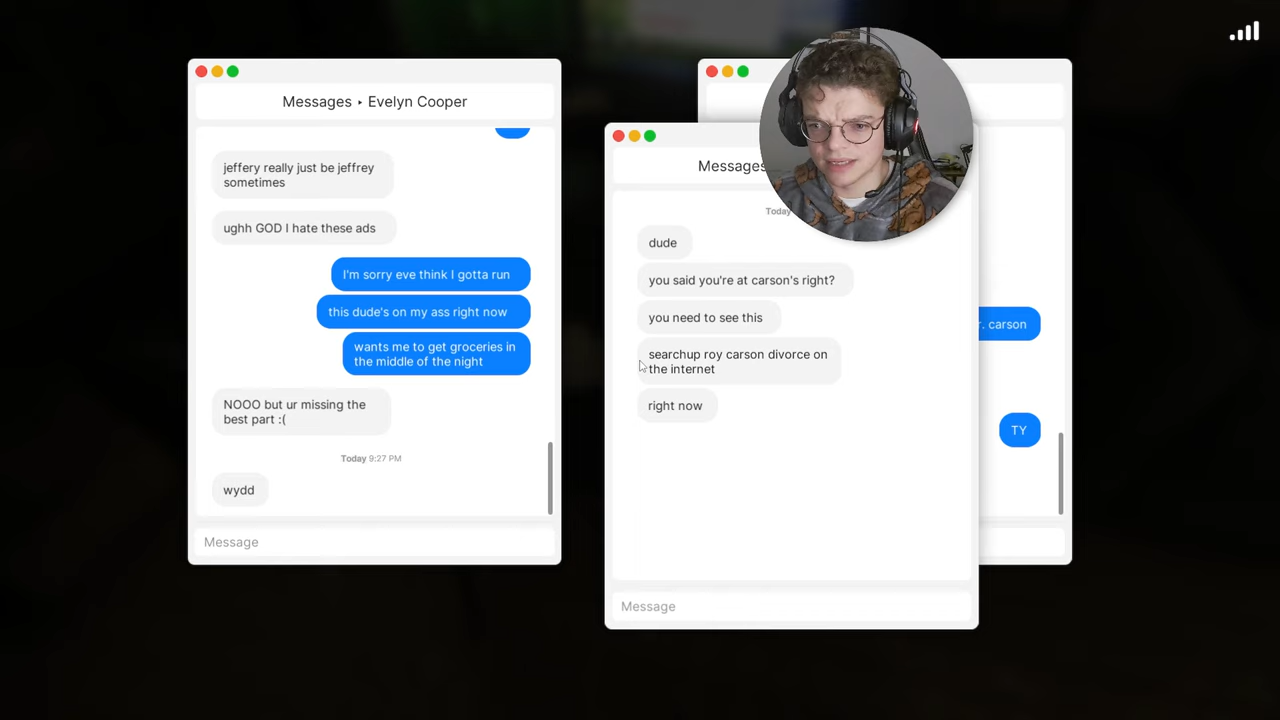 Messages ▸ Evelyn Cooper
jeffery really just be jeffrey
sometimes
ughh GOD I hate these ads
I'm sorry eve think I gotta run
this dude's on my ass right now
wants me to get groceries in
the middle of the night
NOOO but ur missing the
best part :(
Today 9:27 PM
wydd
Message
Messages
Today
dude
you said you're at carson's right?
you need to see this
searchup roy carson divorce on
the internet
right now
Message
r. carson
TY